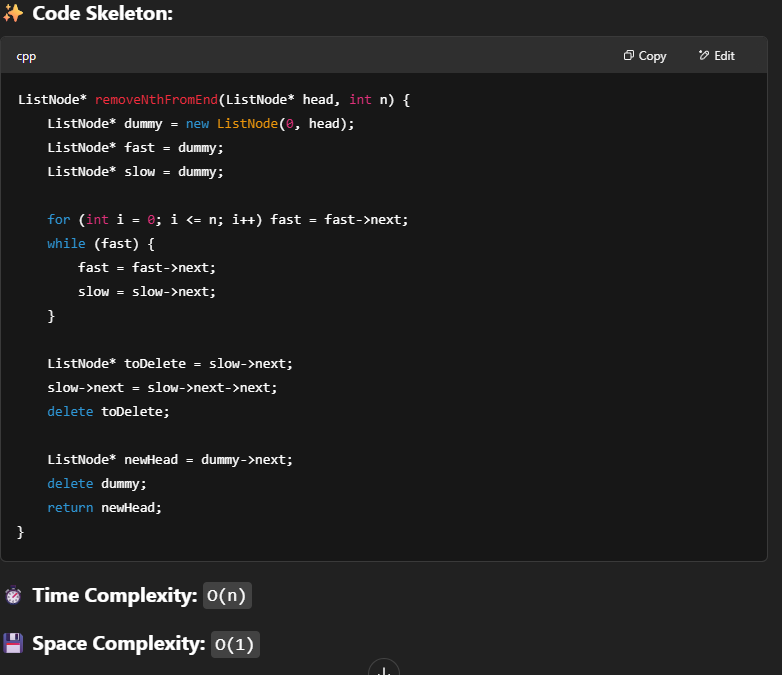 ✨ Code Skeleton:
cpp
Copy Edit
ListNode* removeNthFromEnd(ListNode* head, int n) {
    ListNode* dummy = new ListNode(0, head);
    ListNode* fast = dummy;
    ListNode* slow = dummy;

    for (int i = 0; i <= n; i++) fast = fast->next;
    while (fast) {
        fast = fast->next;
        slow = slow->next;
    }

    ListNode* toDelete = slow->next;
    slow->next = slow->next->next;
    delete toDelete;

    ListNode* newHead = dummy->next;
    delete dummy;
    return newHead;
}
⏱️ Time Complexity: O(n)
💾 Space Complexity: O(1)